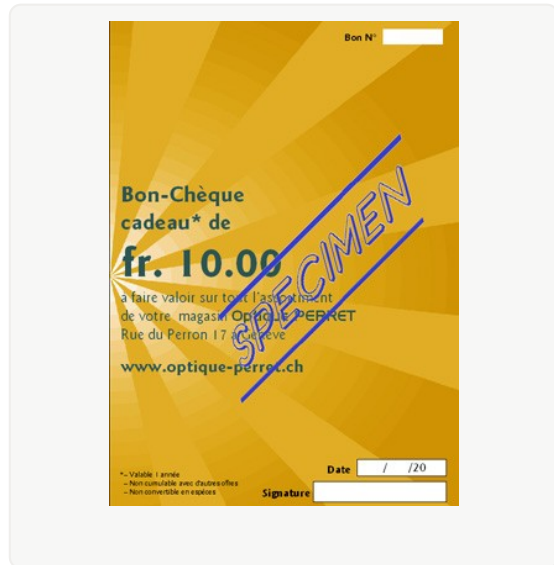 Bon N°
Bon-Chèque
cadeau* de
fr. 10.00
a faire valoir sur tout l'assortiment
de votre magasin Optique PERRET
Rue du Perron 17 à Genève
www.optique-perret.ch
SPECIMEN
Date / /20
*- Valable 1 année
- Non cumulable avec d'autres offres
- Non convertible en espèces
Signature